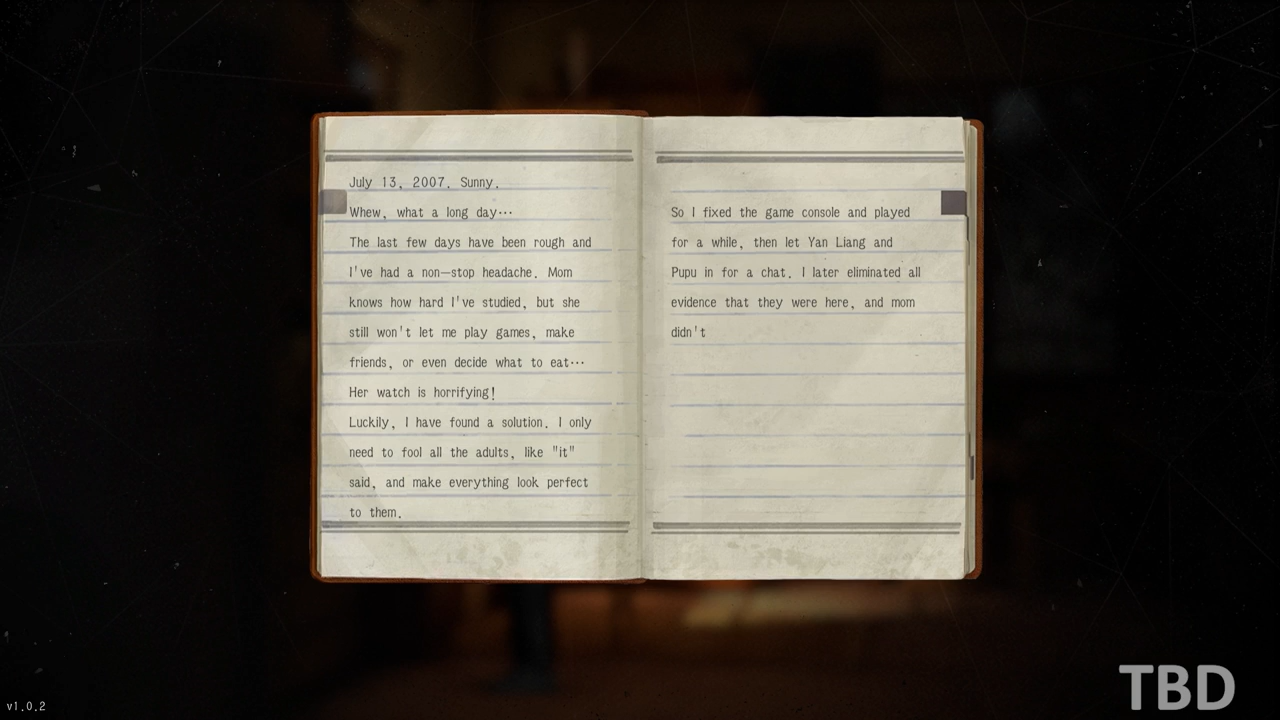 July 13, 2007. Sunny.
Whew, what a long day…
The last few days have been rough and
I've had a non-stop headache. Mom
knows how hard I've studied, but she
still won't let me play games, make
friends, or even decide what to eat…
Her watch is horrifying!
Luckily, I have found a solution. I only
need to fool all the adults, like "it"
said, and make everything look perfect
to them.
So I fixed the game console and played
for a while, then let Yan Liang and
Pupu in for a chat. I later eliminated all
evidence that they were here, and mom
didn't
TBD
v1.0.2